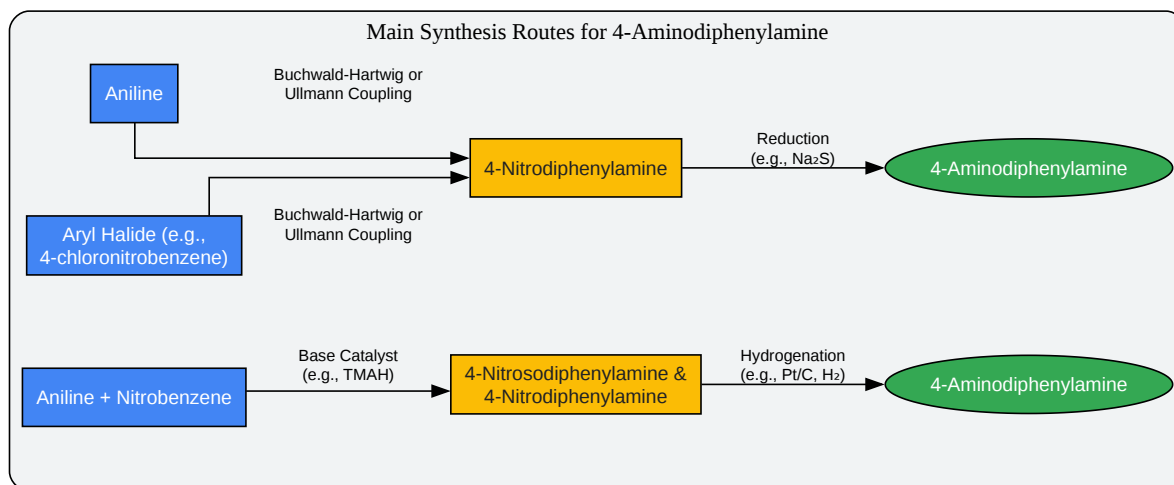 Main Synthesis Routes for 4-Aminodiphenylamine
Aniline
Buchwald-Hartwig or
Ullmann Coupling
4-Nitrodiphenylamine
Reduction
(e.g., Na₂S)
4-Aminodiphenylamine
Aryl Halide (e.g.,
4-chloronitrobenzene)
Buchwald-Hartwig or
Ullmann Coupling
Aniline + Nitrobenzene
Base Catalyst
(e.g., TMAH)
4-Nitrosodiphenylamine &
4-Nitrodiphenylamine
Hydrogenation
(e.g., Pt/C, H₂)
4-Aminodiphenylamine